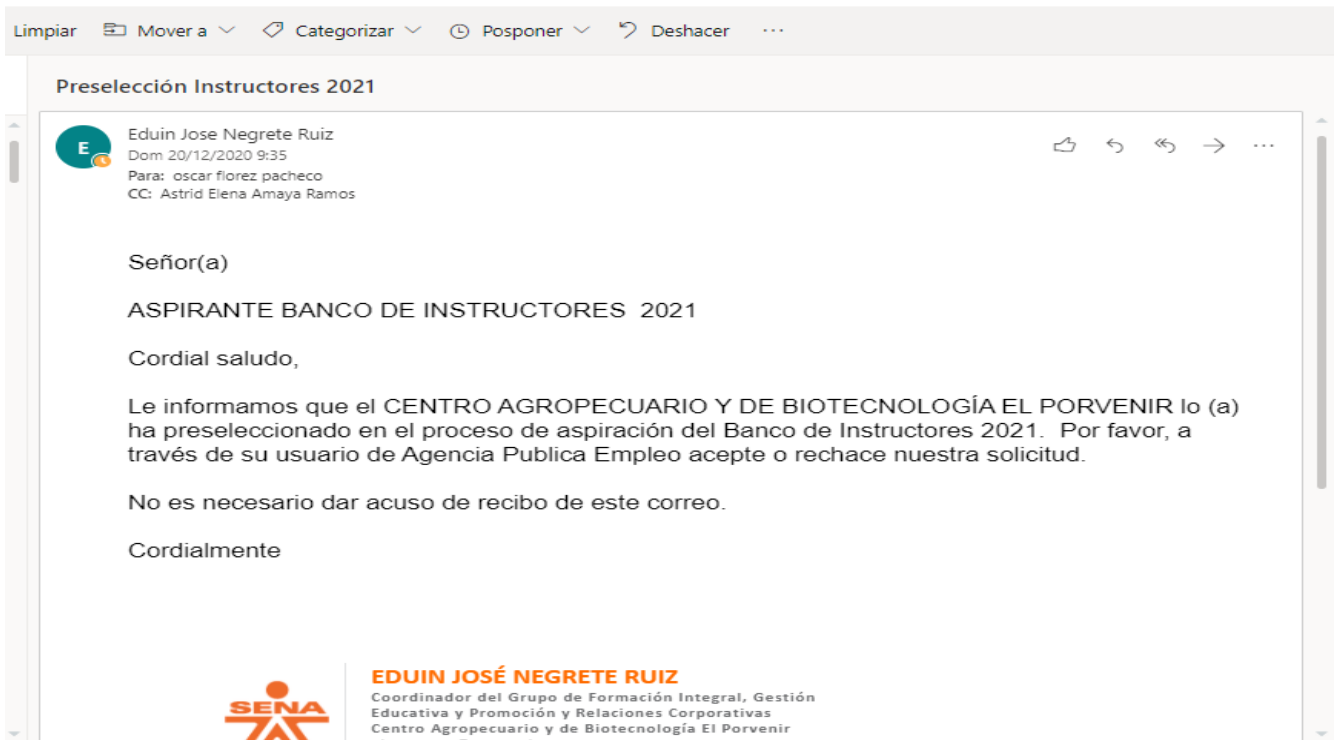 Limpiar Mover a Categorizar Posponer Deshacer ...
Preselección Instructores 2021
E
Eduin Jose Negrete Ruiz
Dom 20/12/2020 9:35
Para: oscar florez pacheco
CC: Astrid Elena Amaya Ramos
Señor(a)
ASPIRANTE BANCO DE INSTRUCTORES 2021
Cordial saludo,
Le informamos que el CENTRO AGROPECUARIO Y DE BIOTECNOLOGÍA EL PORVENIR lo (a)
ha preseleccionado en el proceso de aspiración del Banco de Instructores 2021. Por favor, a
través de su usuario de Agencia Publica Empleo acepte o rechace nuestra solicitud.
No es necesario dar acuso de recibo de este correo.
Cordialmente
SENA
EDUIN JOSÉ NEGRETE RUIZ
Coordinador del Grupo de Formación Integral, Gestión
Educativa y Promoción y Relaciones Corporativas
Centro Agropecuario y de Biotecnología El Porvenir